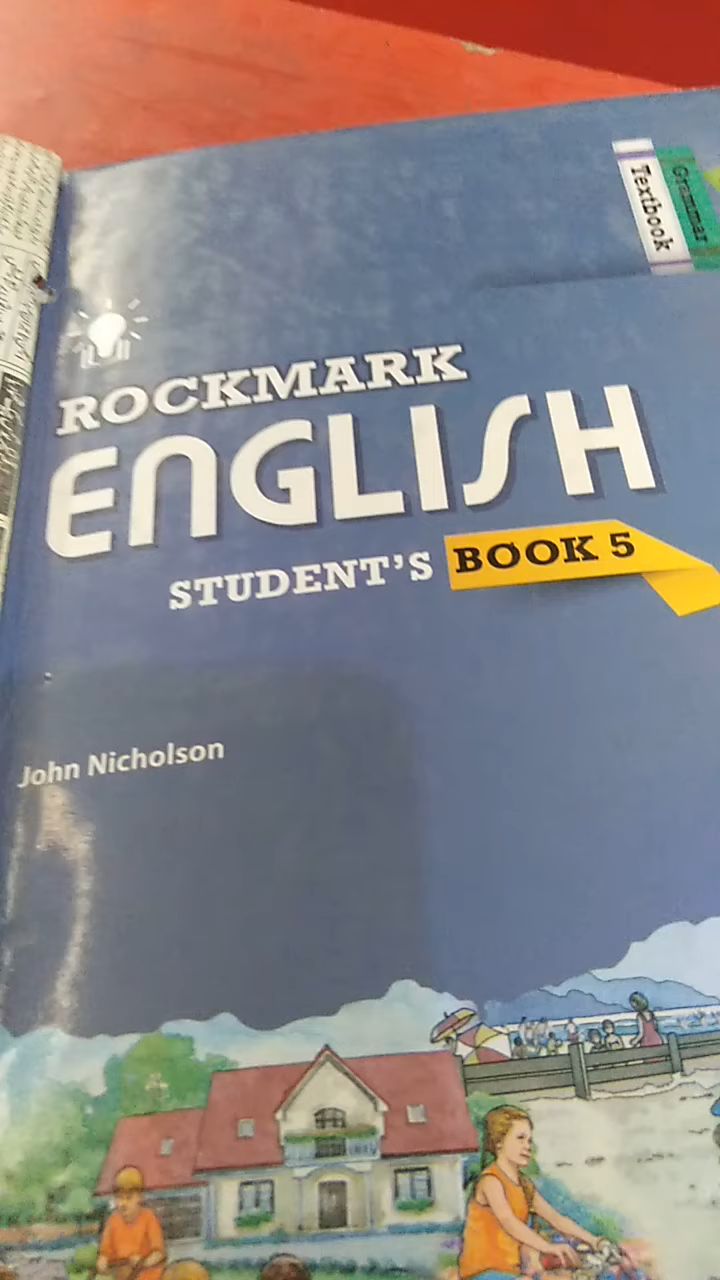 Grammar
Textbook
ROCKMARK
ENGLISH
STUDENT'S BOOK 5
John Nicholson